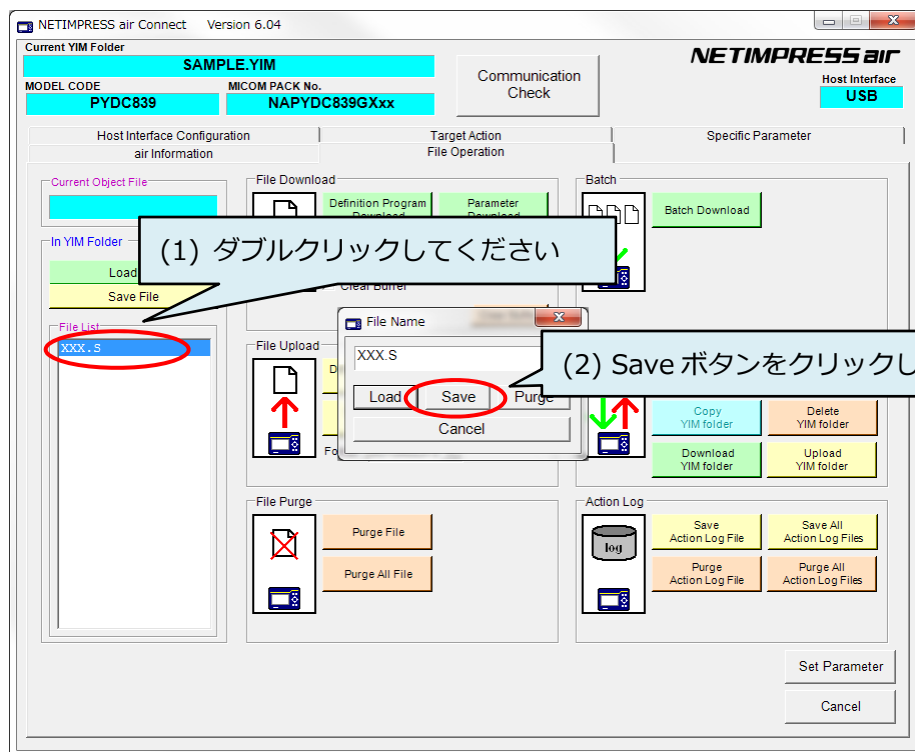 NETIMPRESS air Connect Version 6.04
Current YIM Folder
SAMPLE.YIM
MODEL CODE
MICOM PACK No.
PYDC839
NAPYDC839GXxx
Communication
Check
NETIMPRESS air
Host Interface
USB
Host Interface Configuration
Target Action
Specific Parameter
air Information
File Operation
Current Object File
In YIM Folder
Load
Save File
File List
XXX.S
File Download
Definition Program
Parameter
(1) ダブルクリックしてください
File Name
XXX.S
Load
Save
Purge
Cancel
(2) Save ボタンをクリックし
File Upload
File Purge
Purge File
Purge All File
Batch
Batch Download
Copy
YIM folder
Delete
YIM folder
Download
YIM folder
Upload
YIM folder
Action Log
log
Save
Action Log File
Save All
Action Log Files
Purge
Action Log File
Purge All
Action Log Files
Set Parameter
Cancel